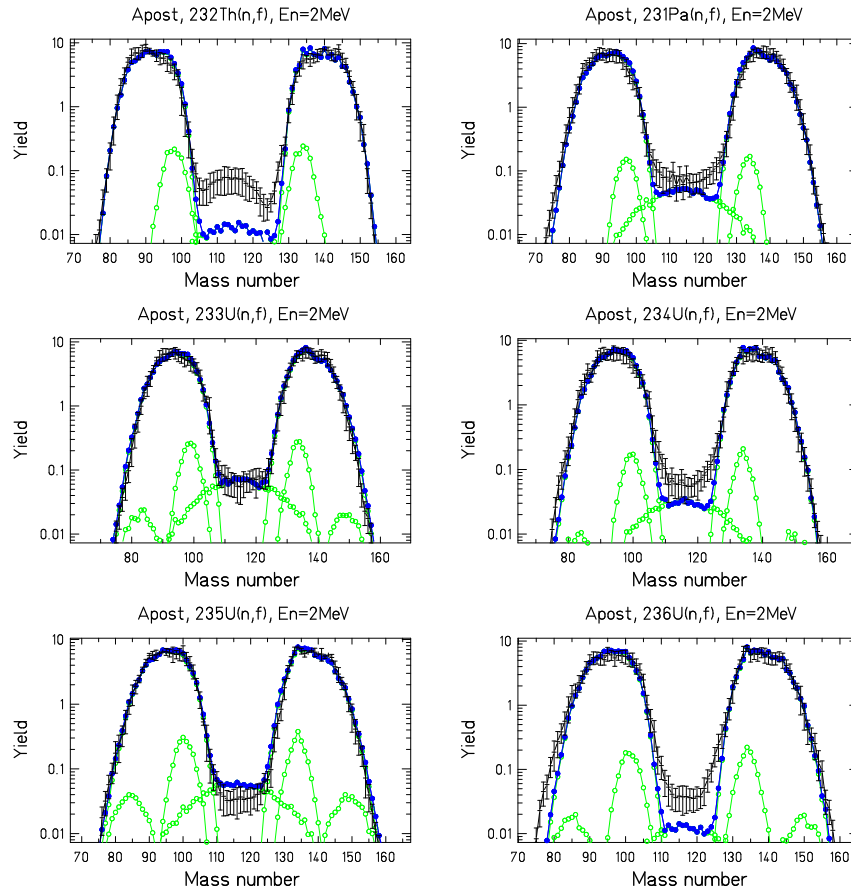 Apost, 232Th(n,f), En=2MeV
Apost, 231Pa(n,f), En=2MeV
10
1
0.1
0.01
Yield
70 80 90 100 110 120 130 140 150 160
Mass number
10
1
0.1
0.01
Yield
70 80 90 100 110 120 130 140 150 160
Mass number
Apost, 233U(n,f), En=2MeV
Apost, 234U(n,f), En=2MeV
10
1
0.1
0.01
Yield
80 100 120 140 160
Mass number
10
1
0.1
0.01
Yield
80 100 120 140 160
Mass number
Apost, 235U(n,f), En=2MeV
Apost, 236U(n,f), En=2MeV
10
1
0.1
0.01
Yield
70 80 90 100 110 120 130 140 150 160
Mass number
10
1
0.1
0.01
Yield
70 80 90 100 110 120 130 140 150 160
Mass number